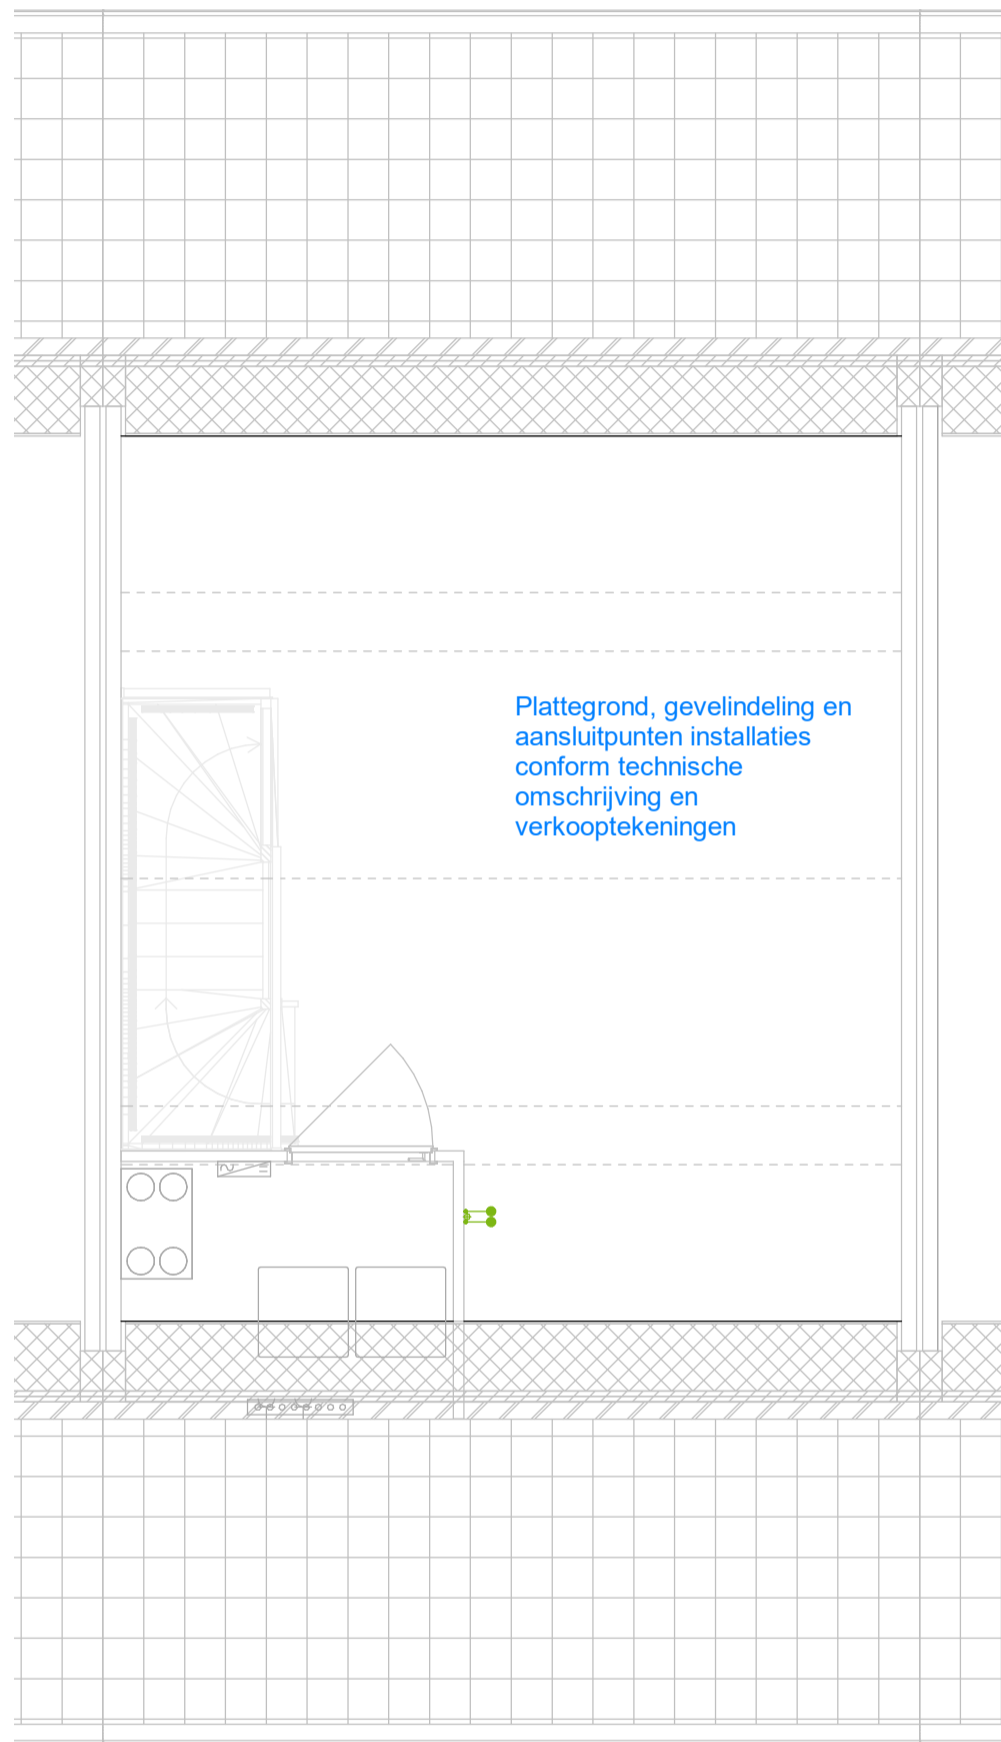 Plattegrond, gevelindeling en
aansluitpunten installaties
conform technische
omschrijving en
verkooptekeningen